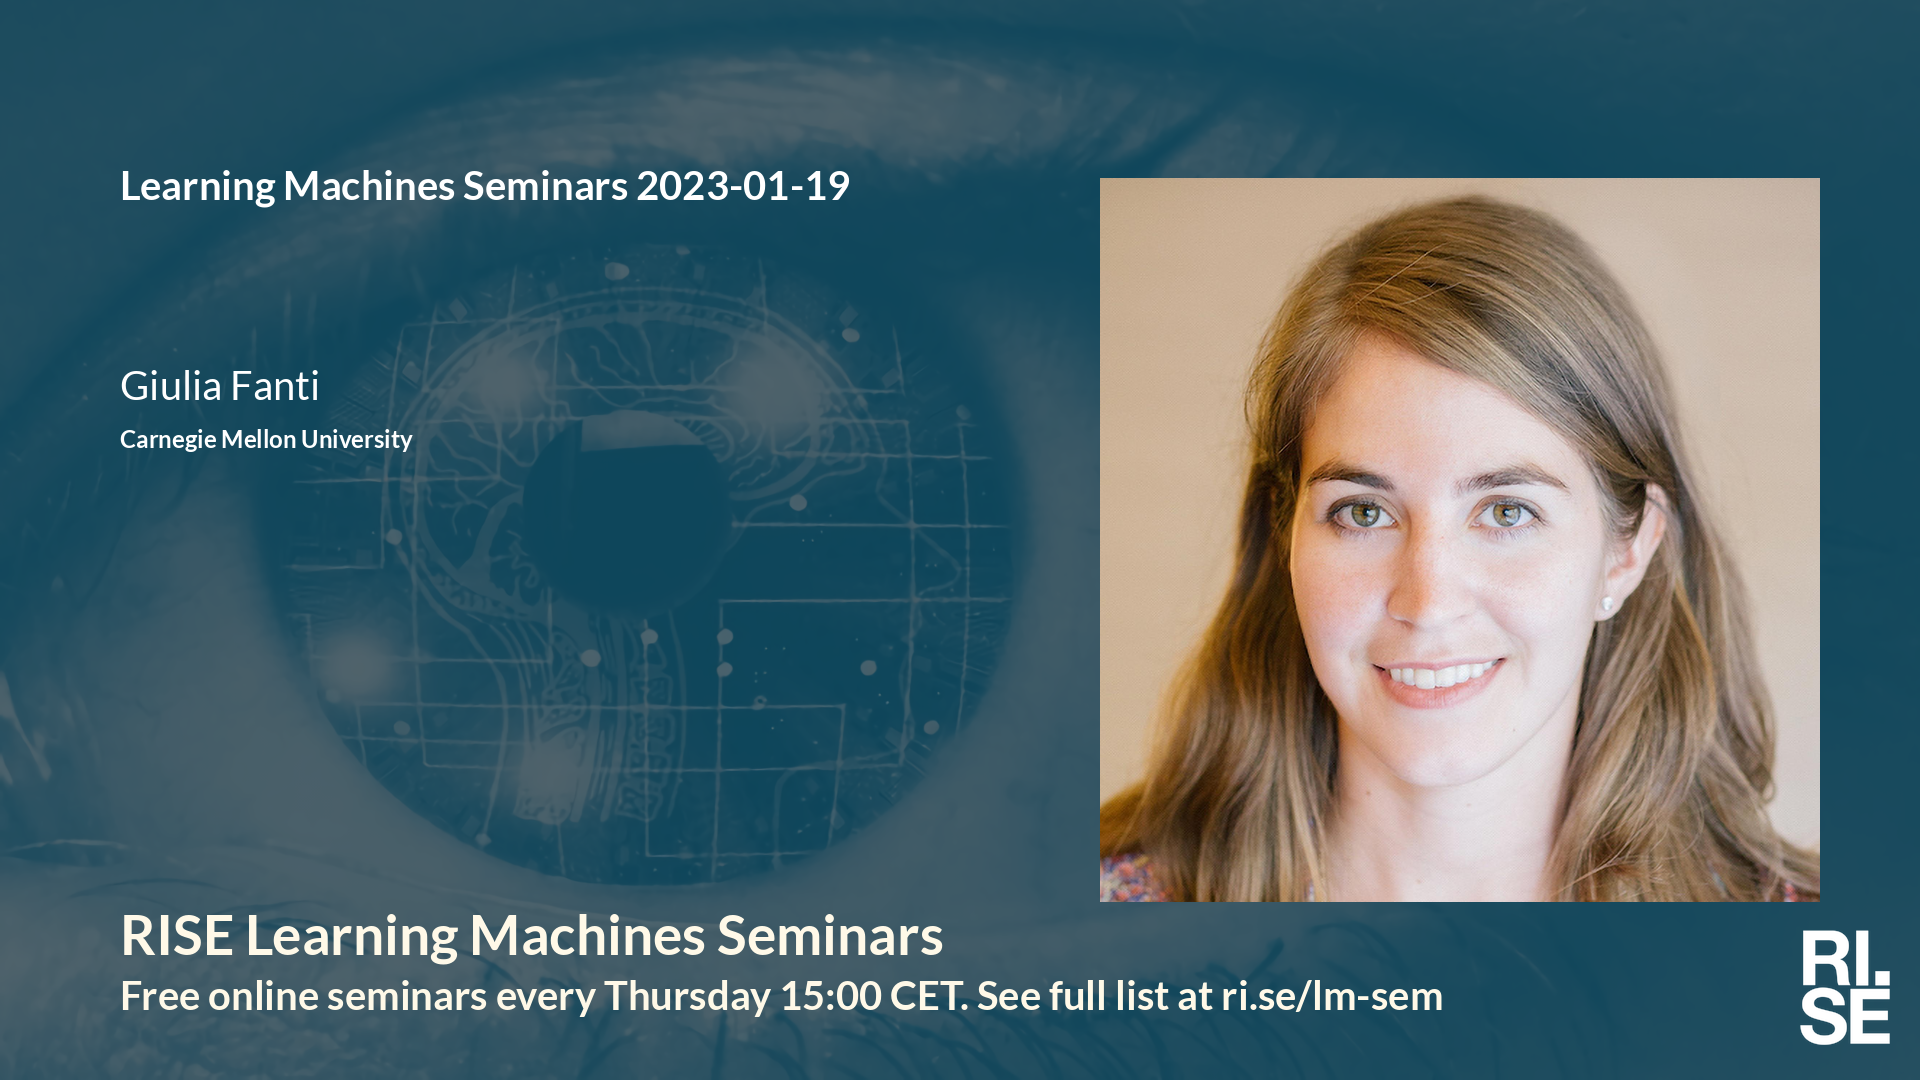 Learning Machines Seminars 2023-01-19
Giulia Fanti
Carnegie Mellon University
RISE Learning Machines Seminars
Free online seminars every Thursday 15:00 CET. See full list at ri.se/lm-sem
RI.
SE